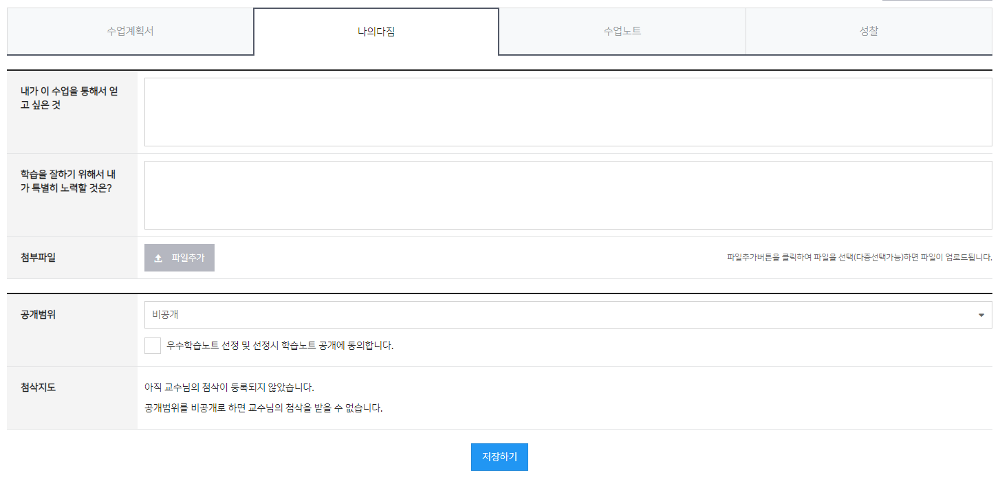 수업계획서
나의다짐
수업노트
성찰
내가 이 수업을 통해서 얻
고 싶은 것
학습을 잘하기 위해서 내
가 특별히 노력할 것은?
첨부파일
파일추가
파일추가버튼을 클릭하여 파일을 선택(다중선택가능)하면 파일이 업로드됩니다.
공개범위
비공개
우수학습노트 선정 및 선정시 학습노트 공개에 동의합니다.
첨삭지도
아직 교수님의 첨삭이 등록되지 않았습니다.
공개범위를 비공개로 하면 교수님의 첨삭을 받을 수 없습니다.
저장하기